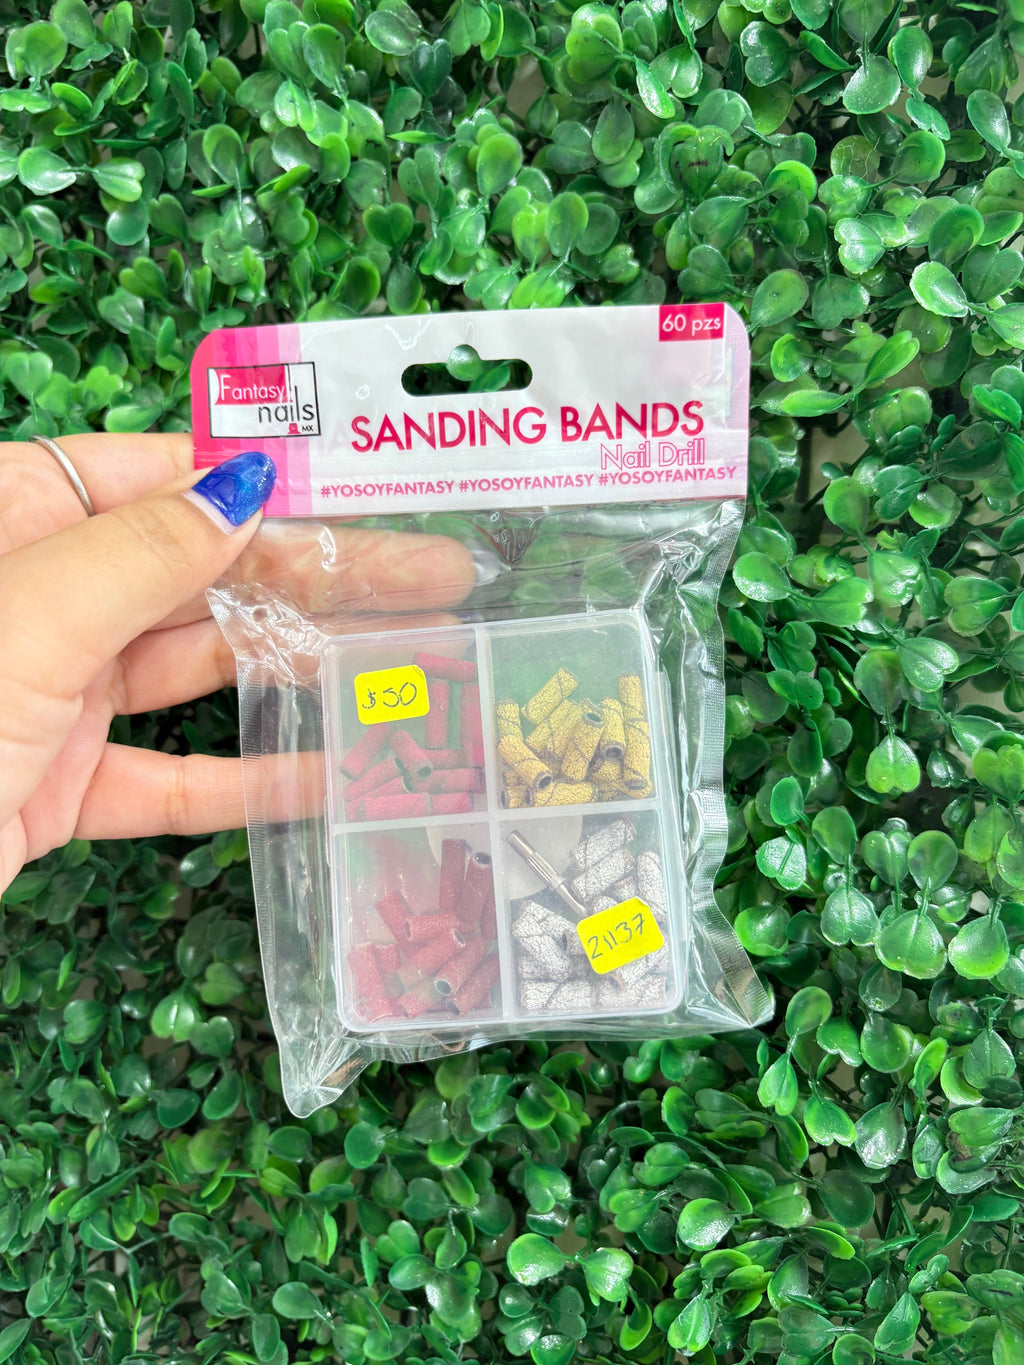 60 pzs
Fantasy
nails
MX
SANDING BANDS
Nail Drill
#YOSOYFANTASY #YOSOYFANTASY #YOSOYFANTASY
$50
21137